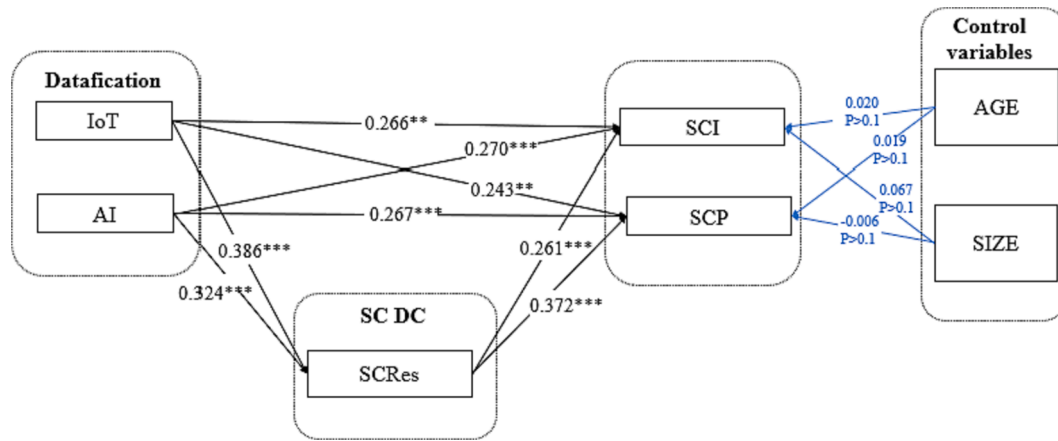 Datafication
IoT
AI
0.266**
0.270***
0.243**
0.267***
0.386***
0.324***
SC DC
SCRes
0.261***
0.372***
SCI
SCP
0.020
P>0.1
0.019
P>0.1
0.067
P>0.1
-0.006
P>0.1
Control
variables
AGE
SIZE